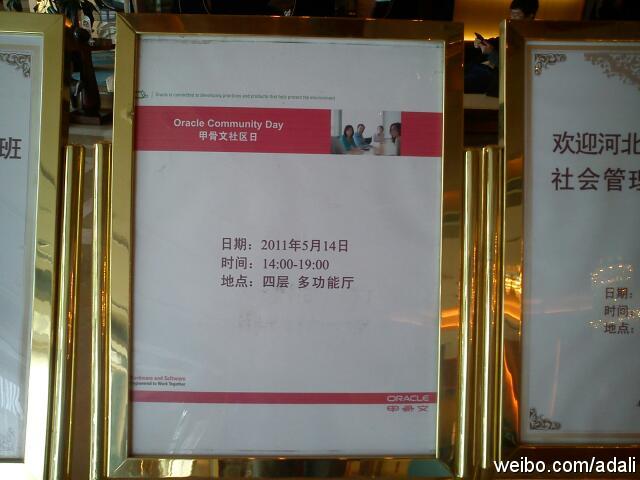 班
Oracle is committed to developing practices and products that help protect the environment
Oracle Community Day
甲骨文社区日
日期：2011年5月14日
时间：14:00-19:00
地点：四层 多功能厅
Hardware and Software
Engineered to Work Together
ORACLE
甲骨文
欢迎河北
社会管理
日期：
时间：
地点：
weibo.com/adali